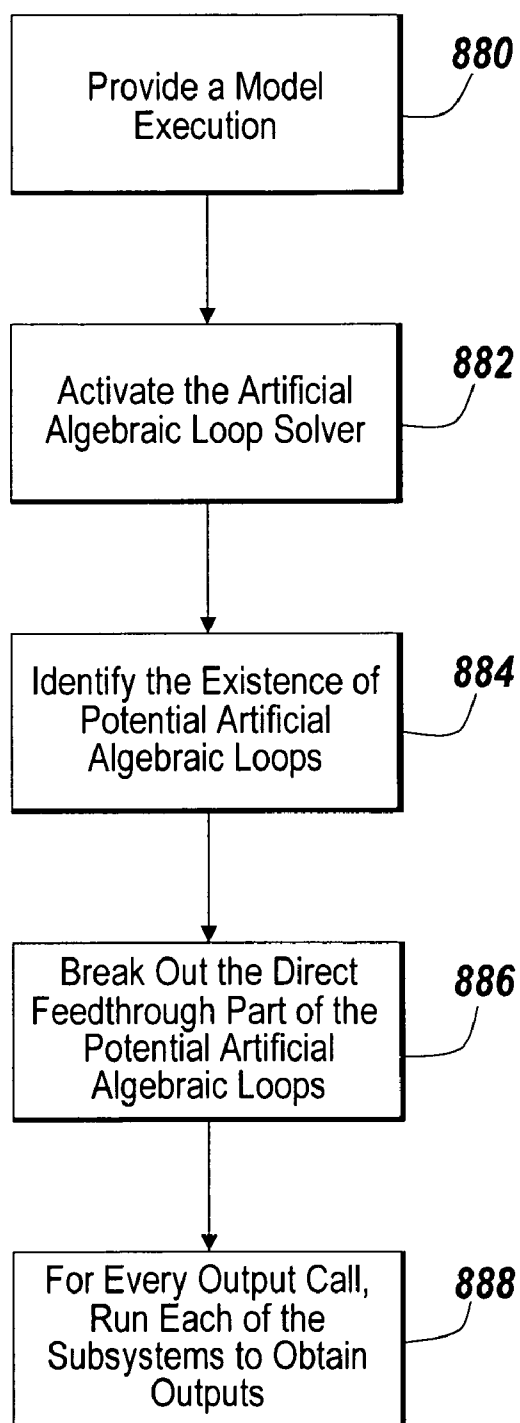 Provide a Model
Execution
880
Activate the Artificial
Algebraic Loop Solver
882
Identify the Existence of
Potential Artificial
Algebraic Loops
884
Break Out the Direct
Feedthrough Part of the
Potential Artificial
Algebraic Loops
886
For Every Output Call,
Run Each of the
Subsystems to Obtain
Outputs
888